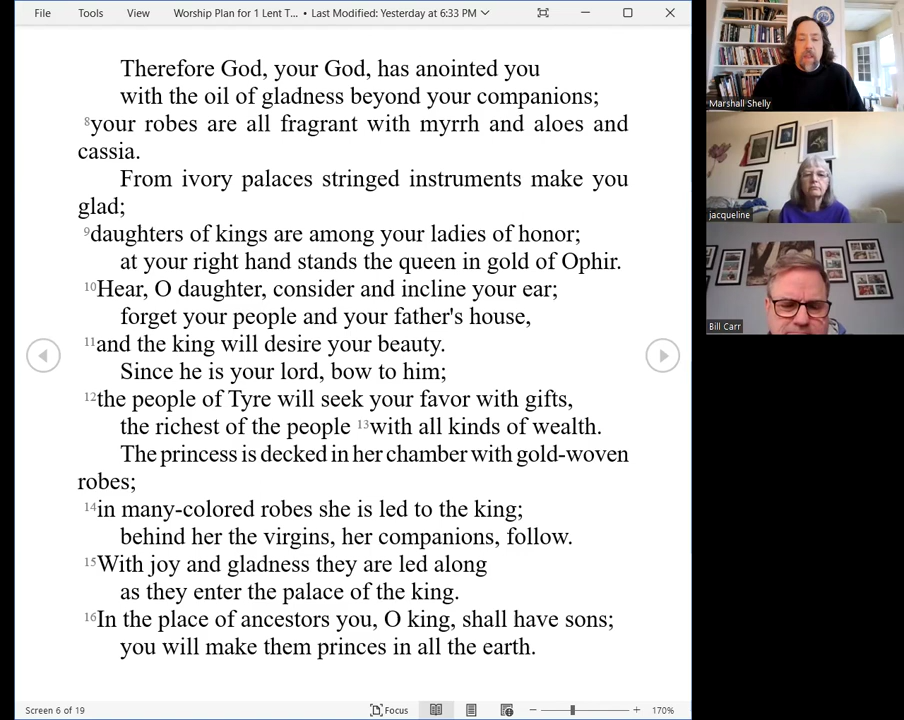 File Tools View Worship Plan for 1 Lent T... • Last Modified: Yesterday at 6:33 PM
Therefore God, your God, has anointed you
with the oil of gladness beyond your companions;
8your robes are all fragrant with myrrh and aloes and
cassia.
From ivory palaces stringed instruments make you
glad;
9daughters of kings are among your ladies of honor;
at your right hand stands the queen in gold of Ophir.
10Hear, O daughter, consider and incline your ear;
forget your people and your father's house,
11and the king will desire your beauty.
Since he is your lord, bow to him;
12the people of Tyre will seek your favor with gifts,
the richest of the people 13with all kinds of wealth.
The princess is decked in her chamber with gold-woven
robes;
14in many-colored robes she is led to the king;
behind her the virgins, her companions, follow.
15With joy and gladness they are led along
as they enter the palace of the king.
16In the place of ancestors you, O king, shall have sons;
you will make them princes in all the earth.
Screen 6 of 19 Focus 170%
Marshall Shelly
jacqueline
Bill Carr